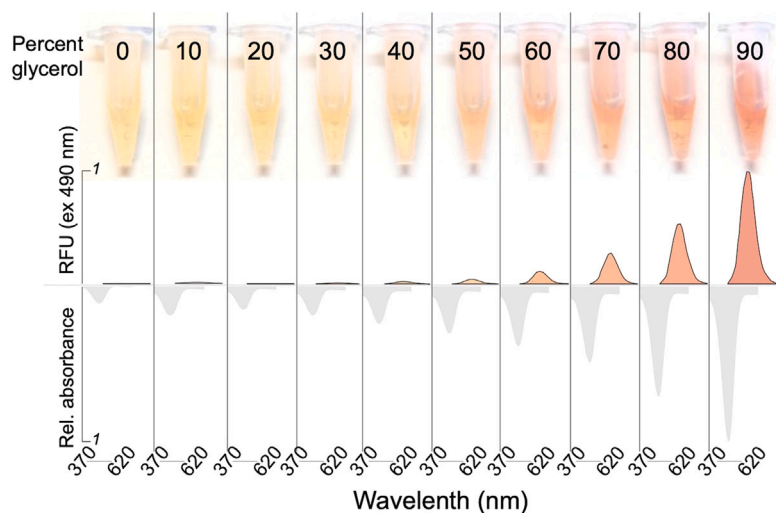 Percent glycerol 0 10 20 30 40 50 60 70 80 90
1
RFU (ex 490 nm)
Rel. absorbance
1
370 620 370 620 370 620 370 620 370 620 370 620 370 620 370 620 370 620 370 620
Wavelenth (nm)